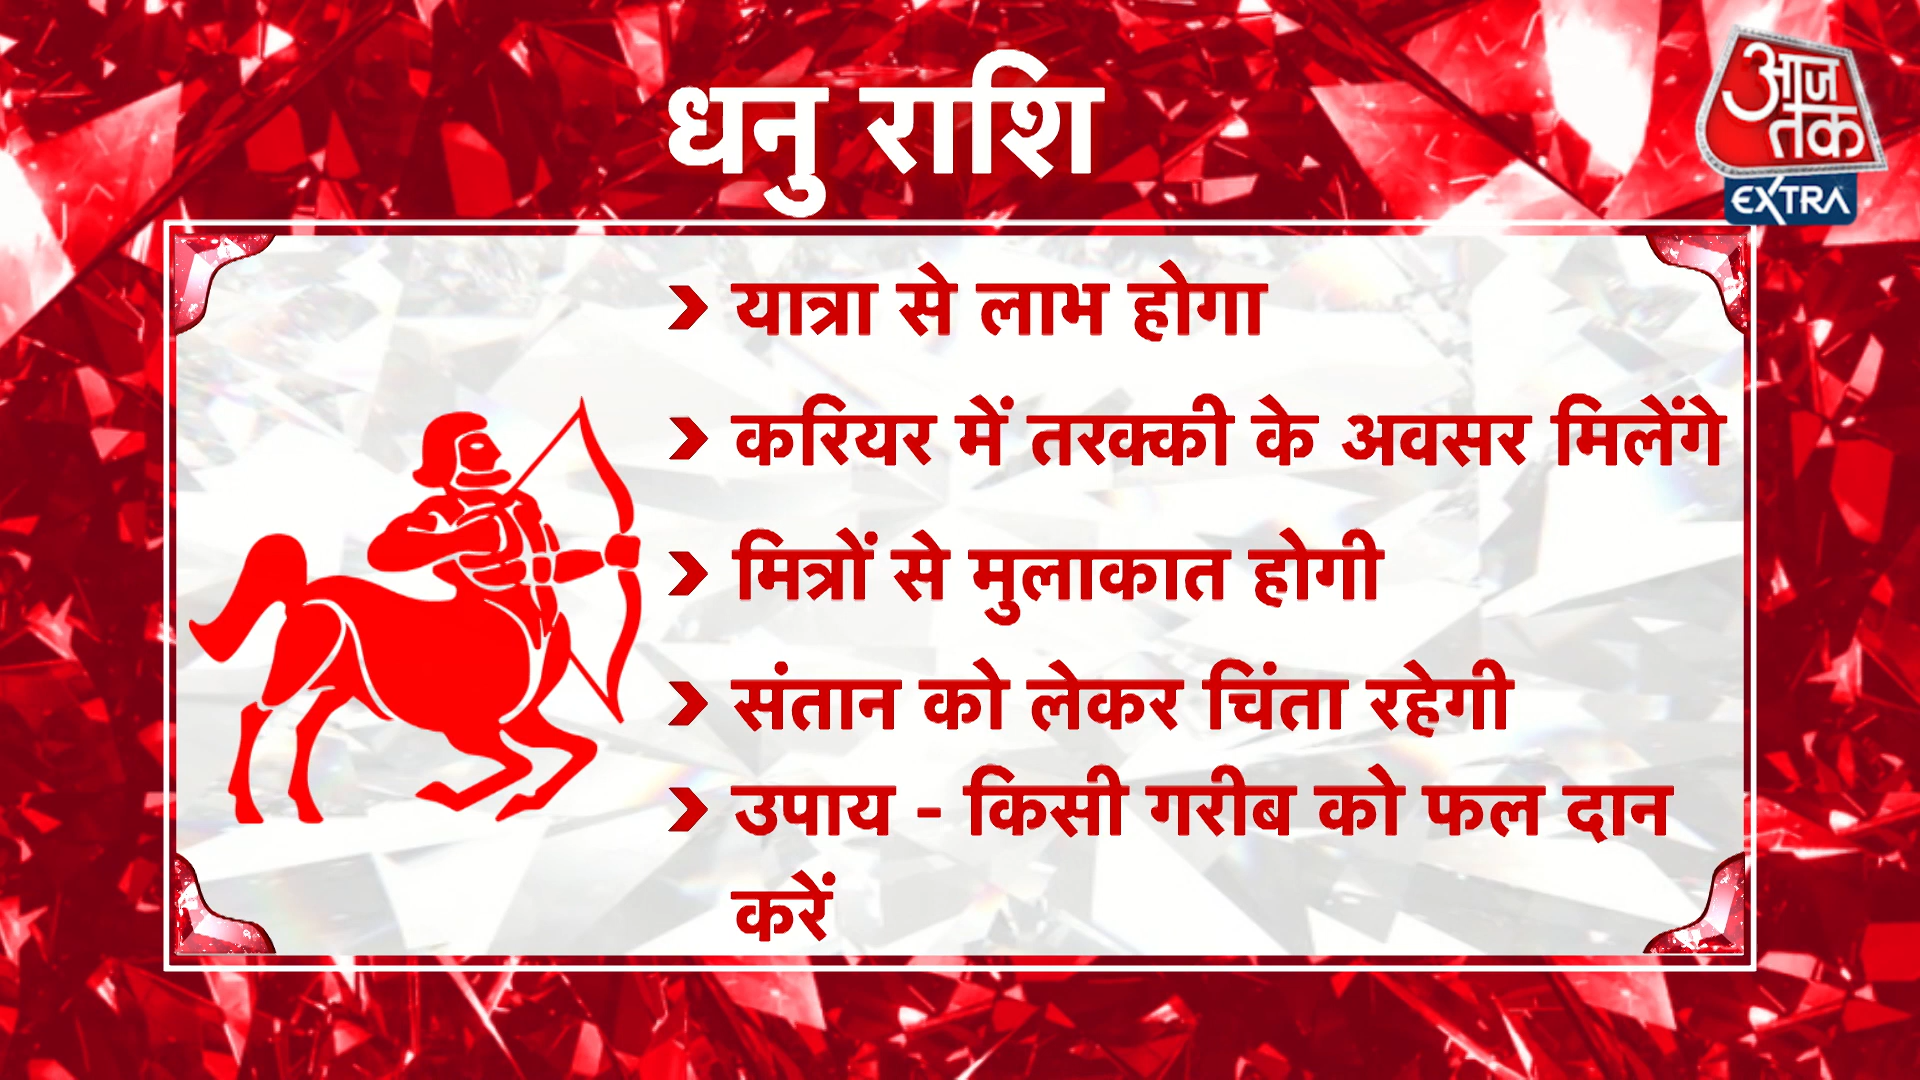 धनु राशि
आज
तक
EXTRA
यात्रा से लाभ होगा
करियर में तरक्की के अवसर मिलेंगे
मित्रों से मुलाकात होगी
संतान को लेकर चिंता रहेगी
उपाय - किसी गरीब को फल दान
करें